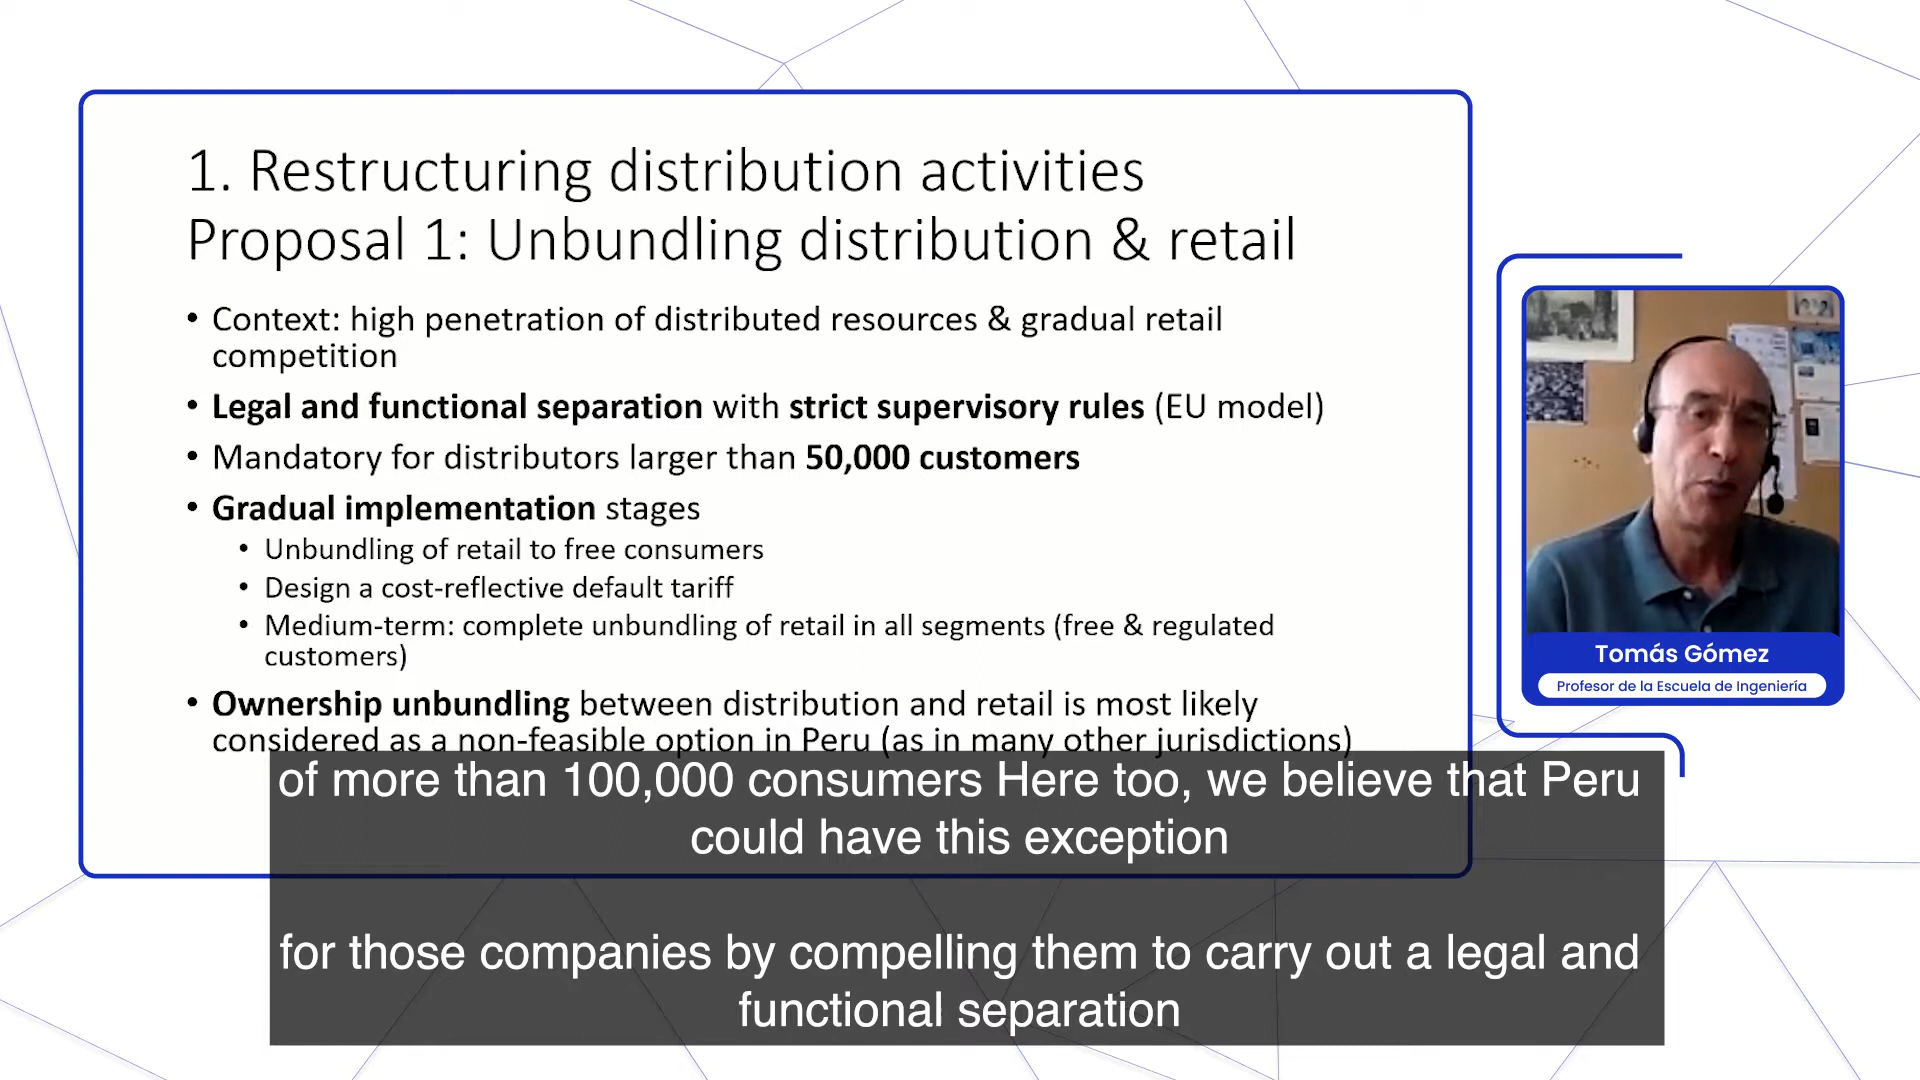 1. Restructuring distribution activities
Proposal 1: Unbundling distribution & retail
• Context: high penetration of distributed resources & gradual retail
competition
• Legal and functional separation with strict supervisory rules (EU model)
• Mandatory for distributors larger than 50,000 customers
• Gradual implementation stages
• Unbundling of retail to free consumers
• Design a cost-reflective default tariff
• Medium-term: complete unbundling of retail in all segments (free & regulated
customers)
• Ownership unbundling between distribution and retail is most likely
considered as a non-feasible option in Peru (as in many other jurisdictions)
Tomás Gómez
Profesor de la Escuela de Ingeniería
of more than 100,000 consumers Here too, we believe that Peru
could have this exception
for those companies by compelling them to carry out a legal and
functional separation